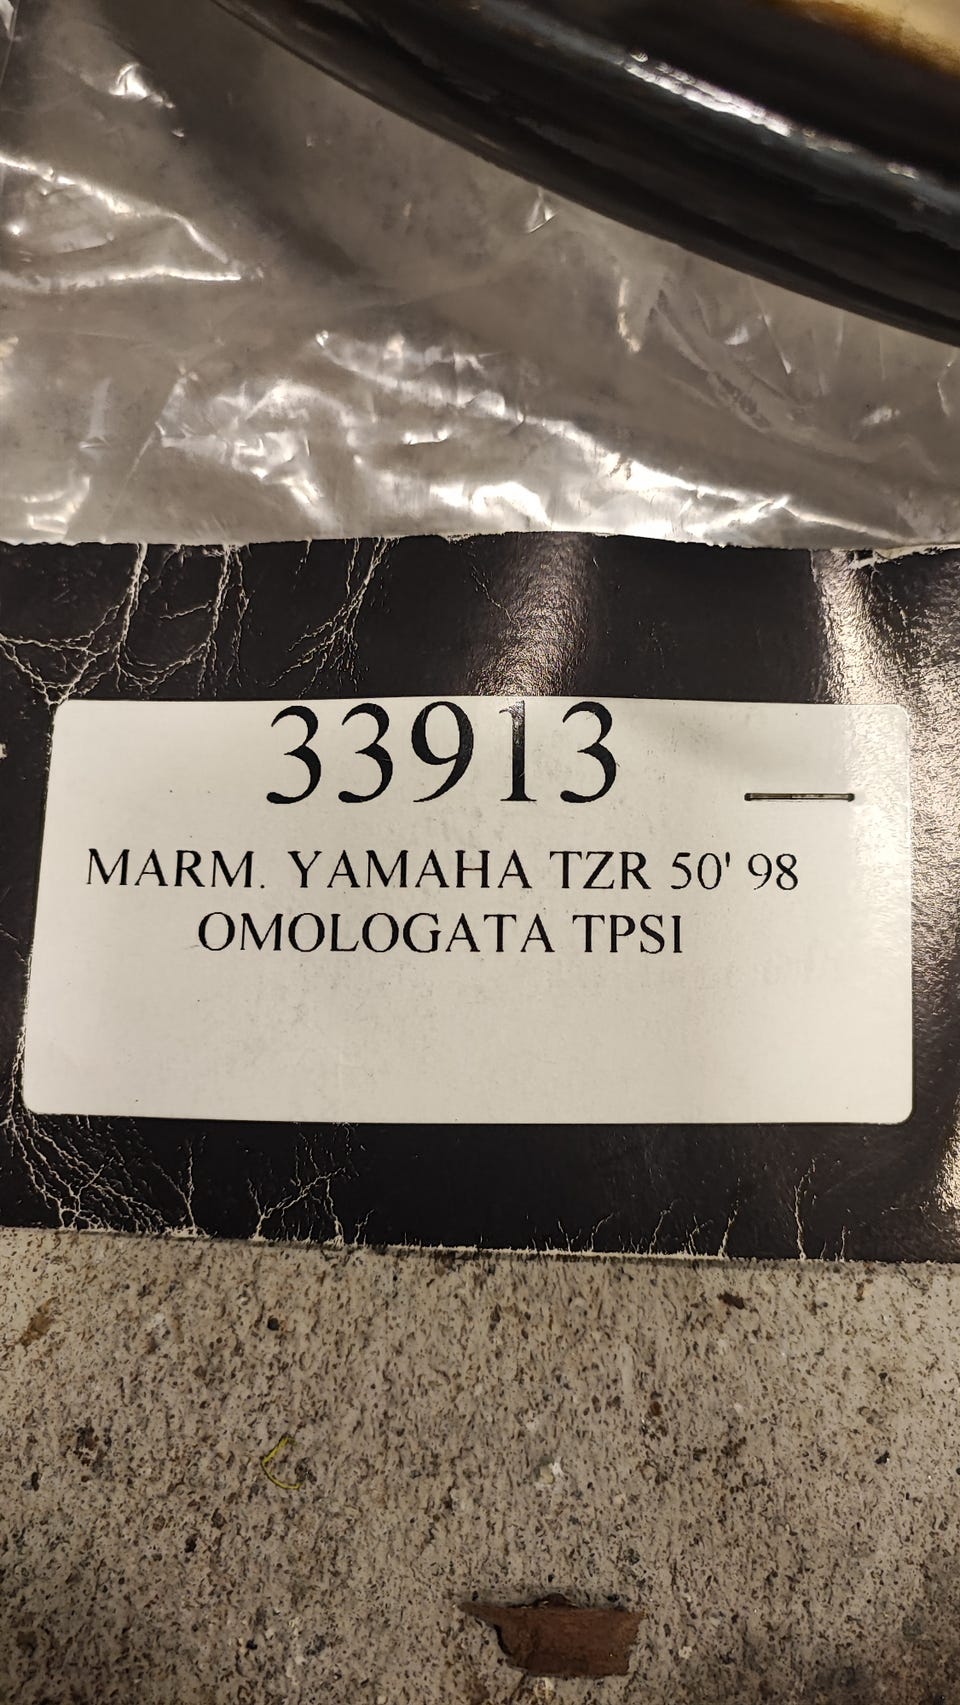 33913
MARM. YAMAHA TZR 50' 98
OMOLOGATA TPSI